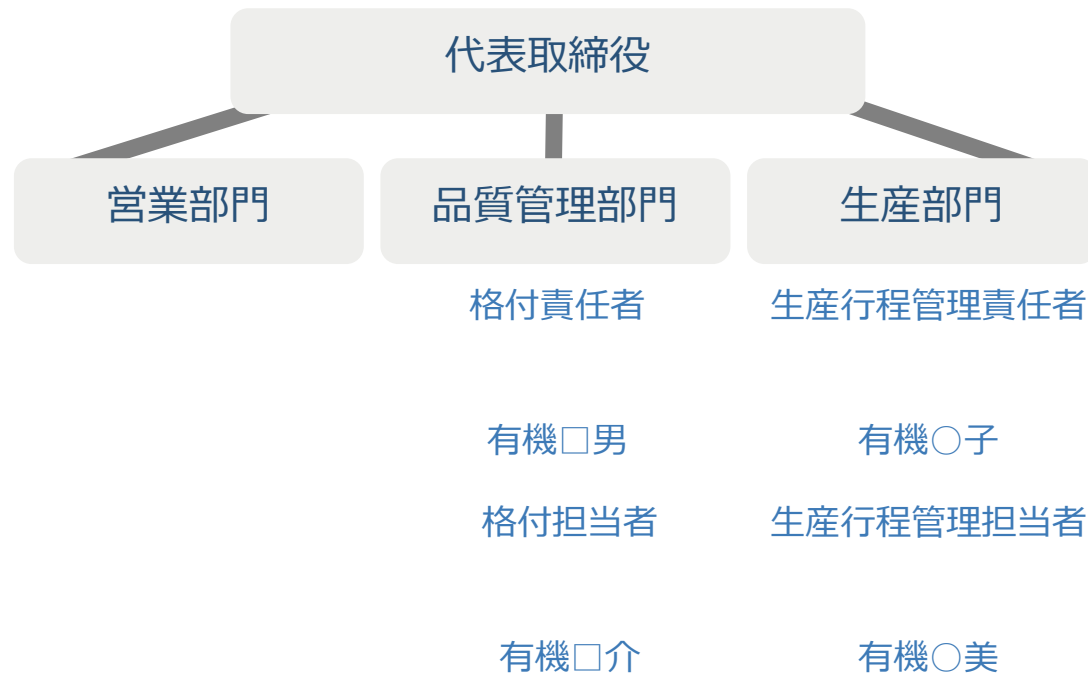 代表取締役
営業部門
品質管理部門
生産部門
格付責任者
生産行程管理責任者
有機□男
有機○子
格付担当者
生産行程管理担当者
有機□介
有機○美